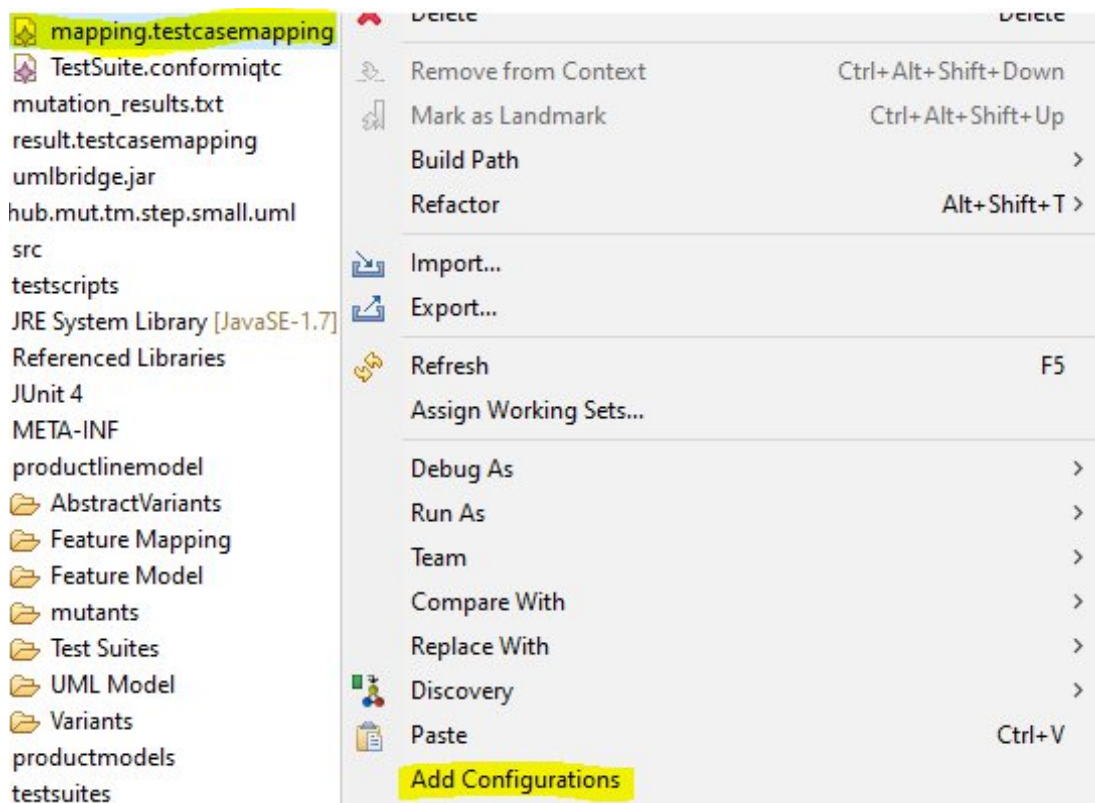 mapping.testcasemapping
TestSuite.conformiqtc
mutation_results.txt
result.testcasemapping
umlbridge.jar
hub.mut.tm.step.small.uml
src
testscripts
JRE System Library [JavaSE-1.7]
Referenced Libraries
JUnit 4
META-INF
productlinemodel
AbstractVariants
Feature Mapping
Feature Model
mutants
Test Suites
UML Model
Variants
productmodels
testsuites
Delete Delete
Remove from Context Ctrl+Alt+Shift+Down
Mark as Landmark Ctrl+Alt+Shift+Up
Build Path >
Refactor Alt+Shift+T >
Import...
Export...
Refresh F5
Assign Working Sets...
Debug As >
Run As >
Team >
Compare With >
Replace With >
Discovery >
Paste Ctrl+V
Add Configurations